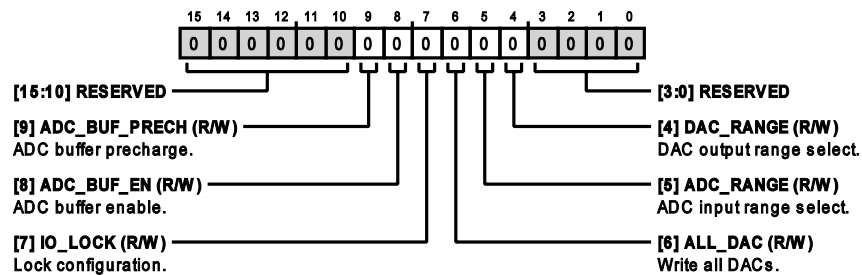 15 14 13 12 11 10 9 8 7 6 5 4 3 2 1 0
0 0 0 0 0 0 0 0 0 0 0 0 0 0 0 0
[15:10] RESERVED
[3:0] RESERVED
[9] ADC_BUF_PRECH (R/W)
ADC buffer precharge.
[4] DAC_RANGE (R/W)
DAC output range select.
[8] ADC_BUF_EN (R/W)
ADC buffer enable.
[5] ADC_RANGE (R/W)
ADC input range select.
[7] IO_LOCK (R/W)
Lock configuration.
[6] ALL_DAC (R/W)
Write all DACs.